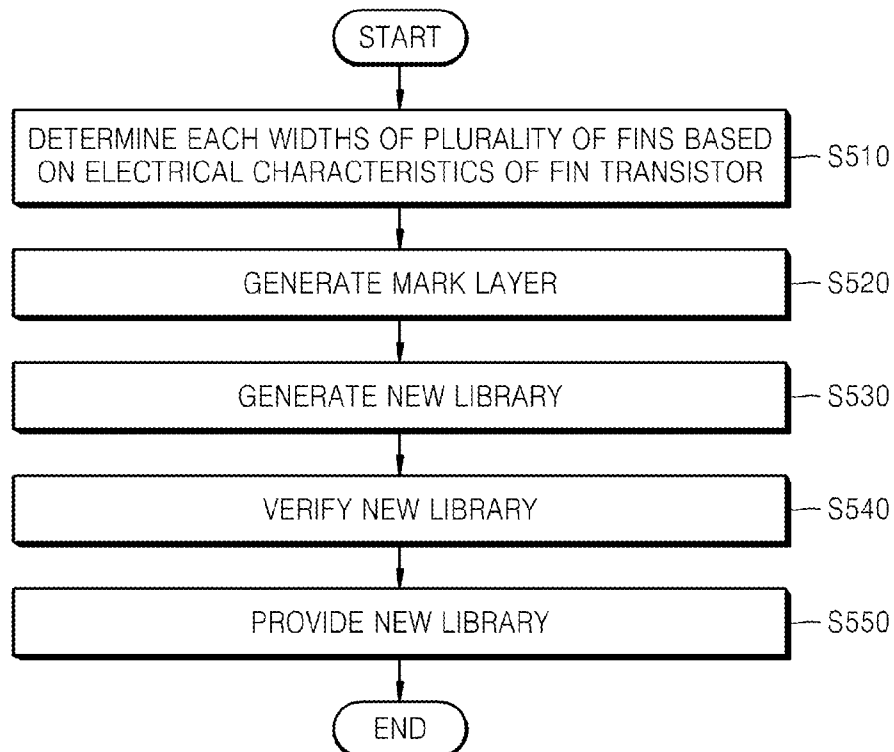 START
DETERMINE EACH WIDTHS OF PLURALITY OF FINS BASED
ON ELECTRICAL CHARACTERISTICS OF FIN TRANSISTOR
S510
GENERATE MARK LAYER
S520
GENERATE NEW LIBRARY
S530
VERIFY NEW LIBRARY
S540
PROVIDE NEW LIBRARY
S550
END